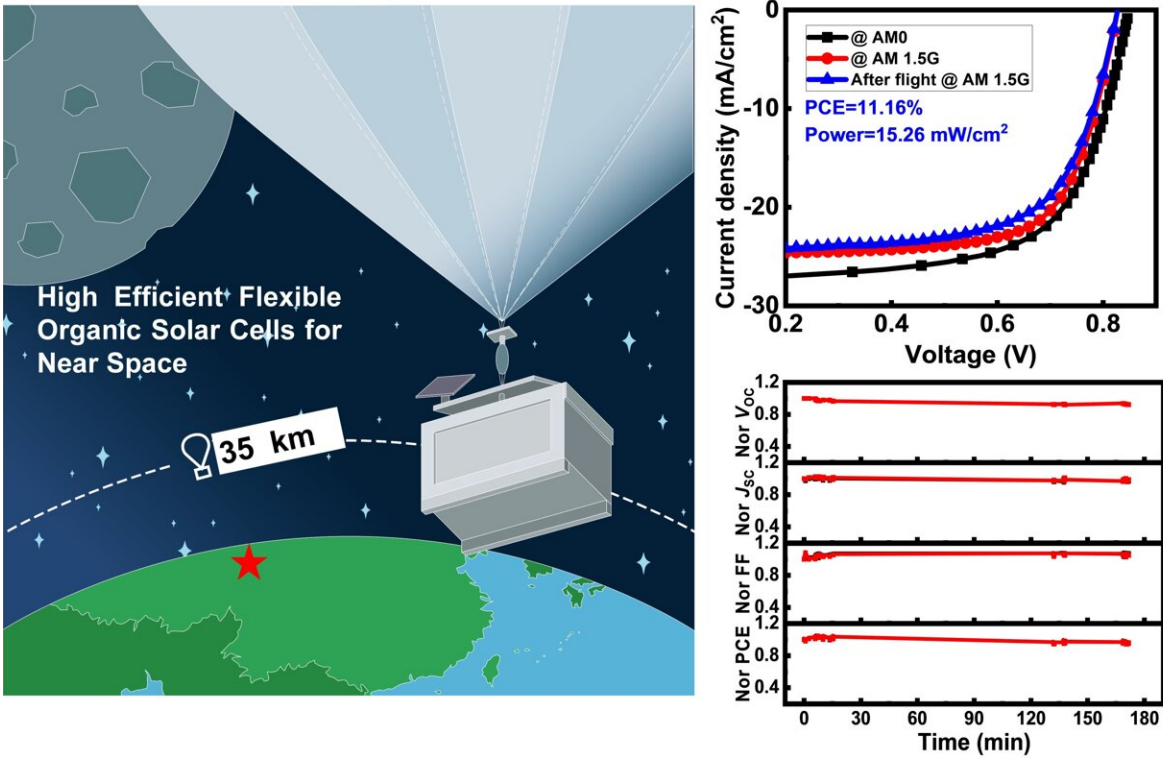 High Efficient Flexible
Organic Solar Cells for
Near Space
35 km
0
-10
-20
-30
Current density (mA/cm²)
@ AM0
@ AM 1.5G
After flight @ AM 1.5G
PCE=11.16%
Power=15.26 mW/cm²
0.2 0.4 0.6 0.8
Voltage (V)
1.2
0.8
0.4
Nor VOC
1.2
0.8
0.4
Nor JSC
1.2
0.8
0.4
Nor FF
1.2
0.8
0.4
Nor PCE
0 30 60 90 120 150 180
Time (min)